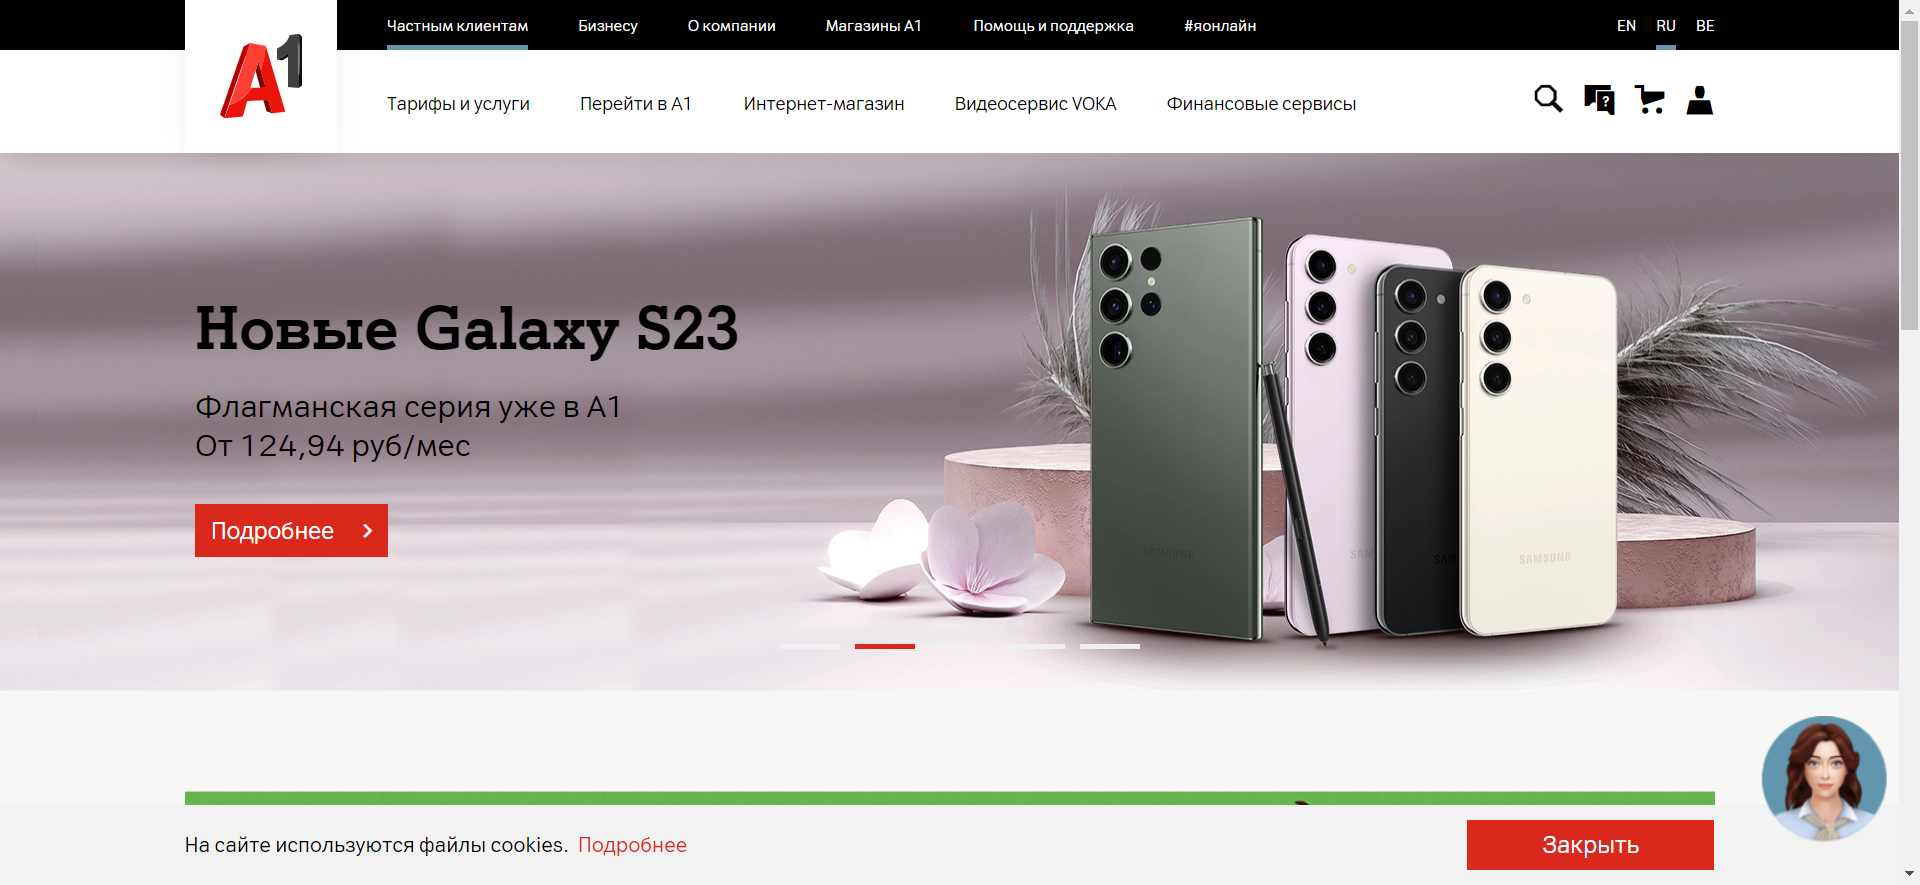 Частным клиентам
Бизнесу
О компании
Магазины А1
Помощь и поддержка
#яонлайн
EN
RU
BE
A1
Тарифы и услуги
Перейти в А1
Интернет-магазин
Видеосервис VOKA
Финансовые сервисы
?
Новые Galaxy S23
Флагманская серия уже в А1
От 124,94 руб/мес
Подробнее
SAMSUNG
SAM
SA
SAMSUNG
На сайте используются файлы cookies. Подробнее
Закрыть